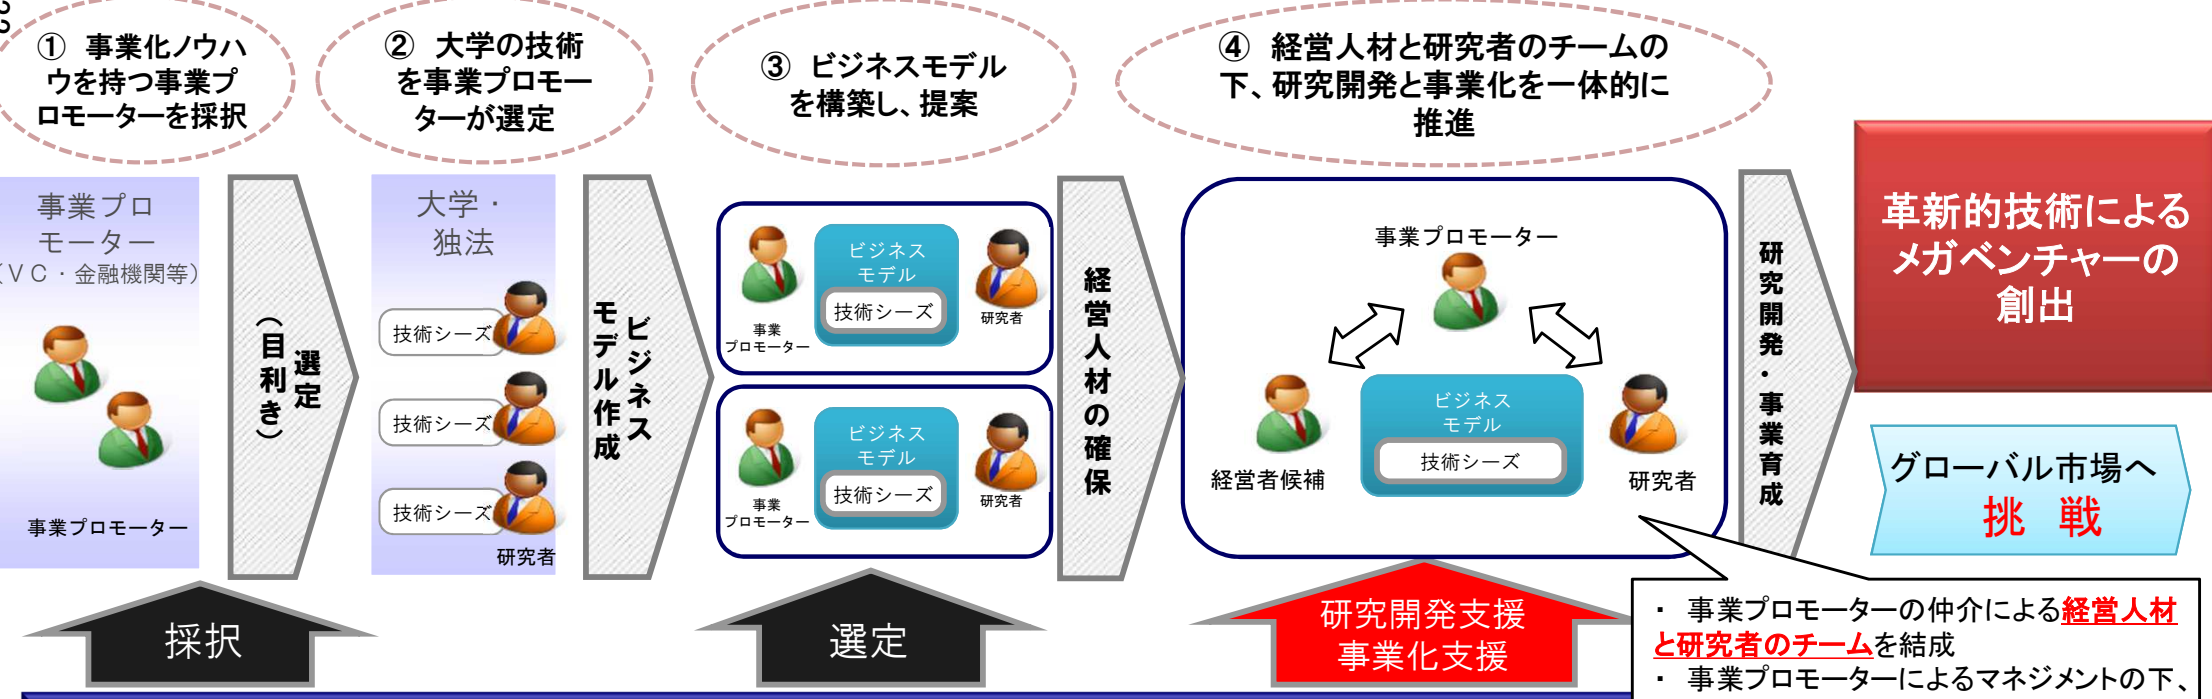 ① 事業化ノウハ
ウを持つ事業プ
ロモーターを採択
② 大学の技術
を事業プロモー
ターが選定
③ ビジネスモデル
を構築し、提案
④ 経営人材と研究者のチームの
下、研究開発と事業化を一体的に
推進
事業プロ
モーター
(ＶＣ・金融機関等)
事業プロモーター
選定
(目利き)
大学・
独法
技術シーズ
技術シーズ
技術シーズ
研究者
ビジネス
モデル作成
ビジネス
モデル
技術シーズ
事業
プロモーター
研究者
ビジネス
モデル
技術シーズ
事業
プロモーター
研究者
経営人材の確保
事業プロモーター
経営者候補
ビジネス
モデル
技術シーズ
研究者
研究開発・事業育成
革新的技術による
メガベンチャーの
創出
グローバル市場へ
挑 戦
採択
選定
研究開発支援
事業化支援
・ 事業プロモーターの仲介による経営人材
と研究者のチームを結成
・ 事業プロモーターによるマネジメントの下、